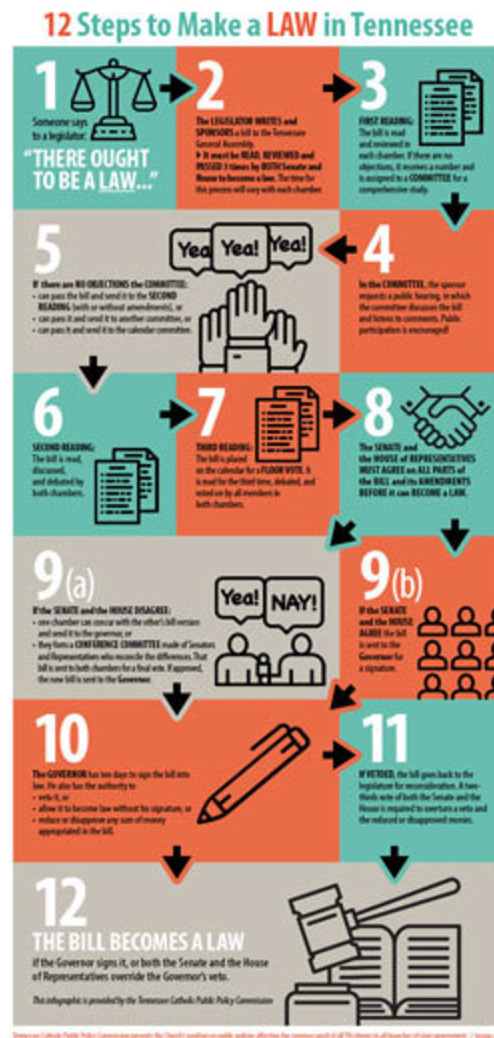 12 Steps to Make a LAW in Tennessee
1
Someone says
to a legislator:
"THERE OUGHT
TO BE A LAW..."
2
The LEGISLATOR WRITES and
SPONSORS a bill to the Tennessee
General Assembly.
It must be READ, REVIEWED and
PASSED 3 times by BOTH Senate and
House to become a law. The time for
this process will vary with each chamber.
3
FIRST READING:
The bill is read
and reviewed in
each chamber. If there are no
objections, it receives a number and
is assigned to a COMMITTEE for a
comprehensive study.
5
If there are NO OBJECTIONS the COMMITTEE:
• can pass the bill and send it to the SECOND
READING (with or without amendments), or
• can pass it and send it to another committee, or
• can pass it and send it to the calendar committee.
Yea Yea! Yea!
4
In the COMMITTEE, the sponsor
requests a public hearing, in which
the committee discusses the bill
and listens to comments. Public
participation is encouraged!
6
SECOND READING:
The bill is read,
discussed,
and debated by
both chambers.
7
THIRD READING:
The bill is placed
on the calendar for a FLOOR VOTE. It
is read for the third time, debated, and
voted on by all members in
both chambers.
8
The SENATE and
the HOUSE of REPRESENTATIVES
MUST AGREE on ALL PARTS of
the BILL and its AMENDMENTS
BEFORE it can BECOME a LAW.
9(a)
If the SENATE and the HOUSE DISAGREE:
• one chamber can concur with the other's bill version
and send it to the governor, or
• they form a CONFERENCE COMMITTEE made of Senators
and Representatives who reconcile the differences. That
bill is sent to both chambers for a final vote. If approved,
the new bill is sent to the Governor.
Yea! NAY!
9(b)
If the SENATE
and the HOUSE
AGREE the bill
is sent to the
Governor for
a signature.
10
The GOVERNOR has ten days to sign the bill into
law. He also has the authority to
• veto it, or
• allow it to become law without his signature, or
• reduce or disapprove any sum of money
appropriated in the bill.
11
If VETOED, the bill goes back to the
legislature for reconsideration. A two-
thirds vote of both the Senate and the
House is required to overturn a veto and
the reduced or disapproved monies.
12
THE BILL BECOMES A LAW
if the Governor signs it, or both the Senate and the House
of Representatives override the Governor's veto.
This infographic is provided by the Tennessee Catholic Public Policy Commission